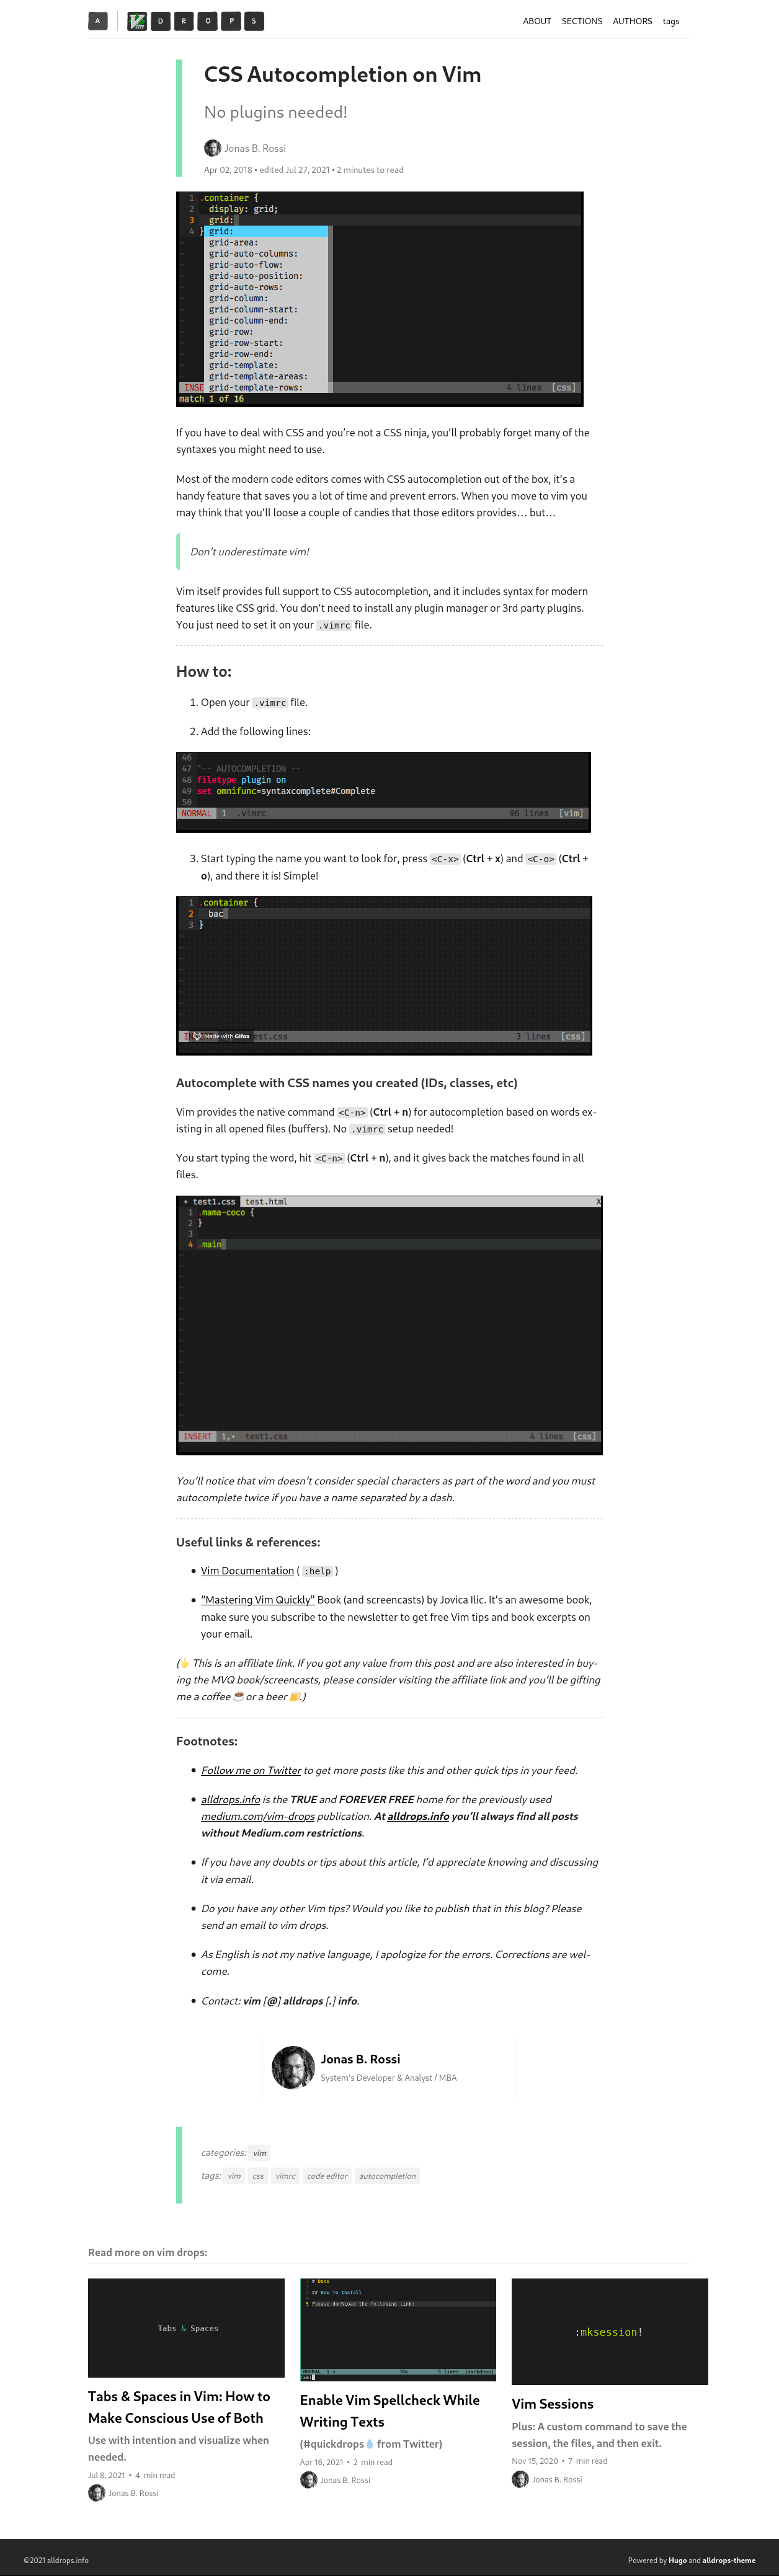 A Vim D R O P S
ABOUT SECTIONS AUTHORS tags
CSS Autocompletion on Vim
No plugins needed!
Jonas B. Rossi
Apr 02, 2018 • edited Jul 27, 2021 • 2 minutes to read
1 .container {
2 display: grid;
3 grid:
4 } grid:
grid-area:
grid-auto-columns:
grid-auto-flow:
grid-auto-position:
grid-auto-rows:
grid-column:
grid-column-start:
grid-column-end:
grid-row:
grid-row-start:
grid-row-end:
grid-template:
grid-template-areas:
INSE grid-template-rows: 4 lines [css]
match 1 of 16
If you have to deal with CSS and you're not a CSS ninja, you'll probably forget many of the
syntaxes you might need to use.
Most of the modern code editors comes with CSS autocompletion out of the box, it's a
handy feature that saves you a lot of time and prevent errors. When you move to vim you
may think that you'll loose a couple of candies that those editors provides… but…
Don't underestimate vim!
Vim itself provides full support to CSS autocompletion, and it includes syntax for modern
features like CSS grid. You don't need to install any plugin manager or 3rd party plugins.
You just need to set it on your .vimrc file.
How to:
1. Open your .vimrc file.
2. Add the following lines:
46
47 "-- AUTOCOMPLETION --
48 filetype plugin on
49 set omnifunc=syntaxcomplete#Complete
50
NORMAL 1 .vimrc 96 lines [vim]
3. Start typing the name you want to look for, press <C-x> (Ctrl + x) and <C-o> (Ctrl +
o), and there it is! Simple!
1 .container {
2 bac
3 }
Made with Gifox est.css 3 lines [css]
Autocomplete with CSS names you created (IDs, classes, etc)
Vim provides the native command <C-n> (Ctrl + n) for autocompletion based on words ex-
isting in all opened files (buffers). No .vimrc setup needed!
You start typing the word, hit <C-n> (Ctrl + n), and it gives back the matches found in all
files.
+ test1.css test.html X
1 .mama-coco {
2 }
3
4 .main
INSERT 1,+ test1.css 4 lines [css]
You'll notice that vim doesn't consider special characters as part of the word and you must
autocomplete twice if you have a name separated by a dash.
Useful links & references:
• Vim Documentation ( :help )
• "Mastering Vim Quickly" Book (and screencasts) by Jovica Ilic. It's an awesome book,
make sure you subscribe to the newsletter to get free Vim tips and book excerpts on
your email.
(👆 This is an affiliate link. If you got any value from this post and are also interested in buy-
ing the MVQ book/screencasts, please consider visiting the affiliate link and you'll be gifting
me a coffee ☕ or a beer 🍺.)
Footnotes:
• Follow me on Twitter to get more posts like this and other quick tips in your feed.
• alldrops.info is the TRUE and FOREVER FREE home for the previously used
medium.com/vim-drops publication. At alldrops.info you'll always find all posts
without Medium.com restrictions.
• If you have any doubts or tips about this article, I'd appreciate knowing and discussing
it via email.
• Do you have any other Vim tips? Would you like to publish that in this blog? Please
send an email to vim drops.
• As English is not my native language, I apologize for the errors. Corrections are wel-
come.
• Contact: vim [@] alldrops [.] info.
Jonas B. Rossi
System's Developer & Analyst / MBA
categories: vim
tags: vim css vimrc code editor autocompletion
Read more on vim drops:
Tabs & Spaces
Tabs & Spaces in Vim: How to
Make Conscious Use of Both
Use with intention and visualize when
needed.
Jul 8, 2021 • 4 min read
Jonas B. Rossi
# Docs
## How To Install
5 Please donWLoad the following link:
Enable Vim Spellcheck While
Writing Texts
(#quickdrops💧 from Twitter)
Apr 16, 2021 • 2 min read
Jonas B. Rossi
:mksession!
Vim Sessions
Plus: A custom command to save the
session, the files, and then exit.
Nov 15, 2020 • 7 min read
Jonas B. Rossi
©2021 alldrops.info
Powered by Hugo and alldrops-theme